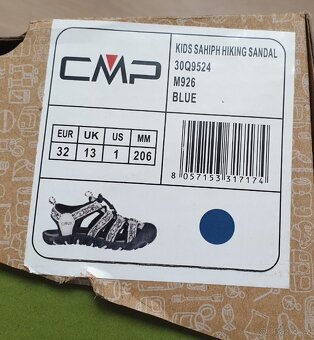 CMP
KIDS SAHIPH HIKING SANDAL
30Q9524
M926
BLUE
EUR UK US MM
32 13 1 206
8 057153 317174